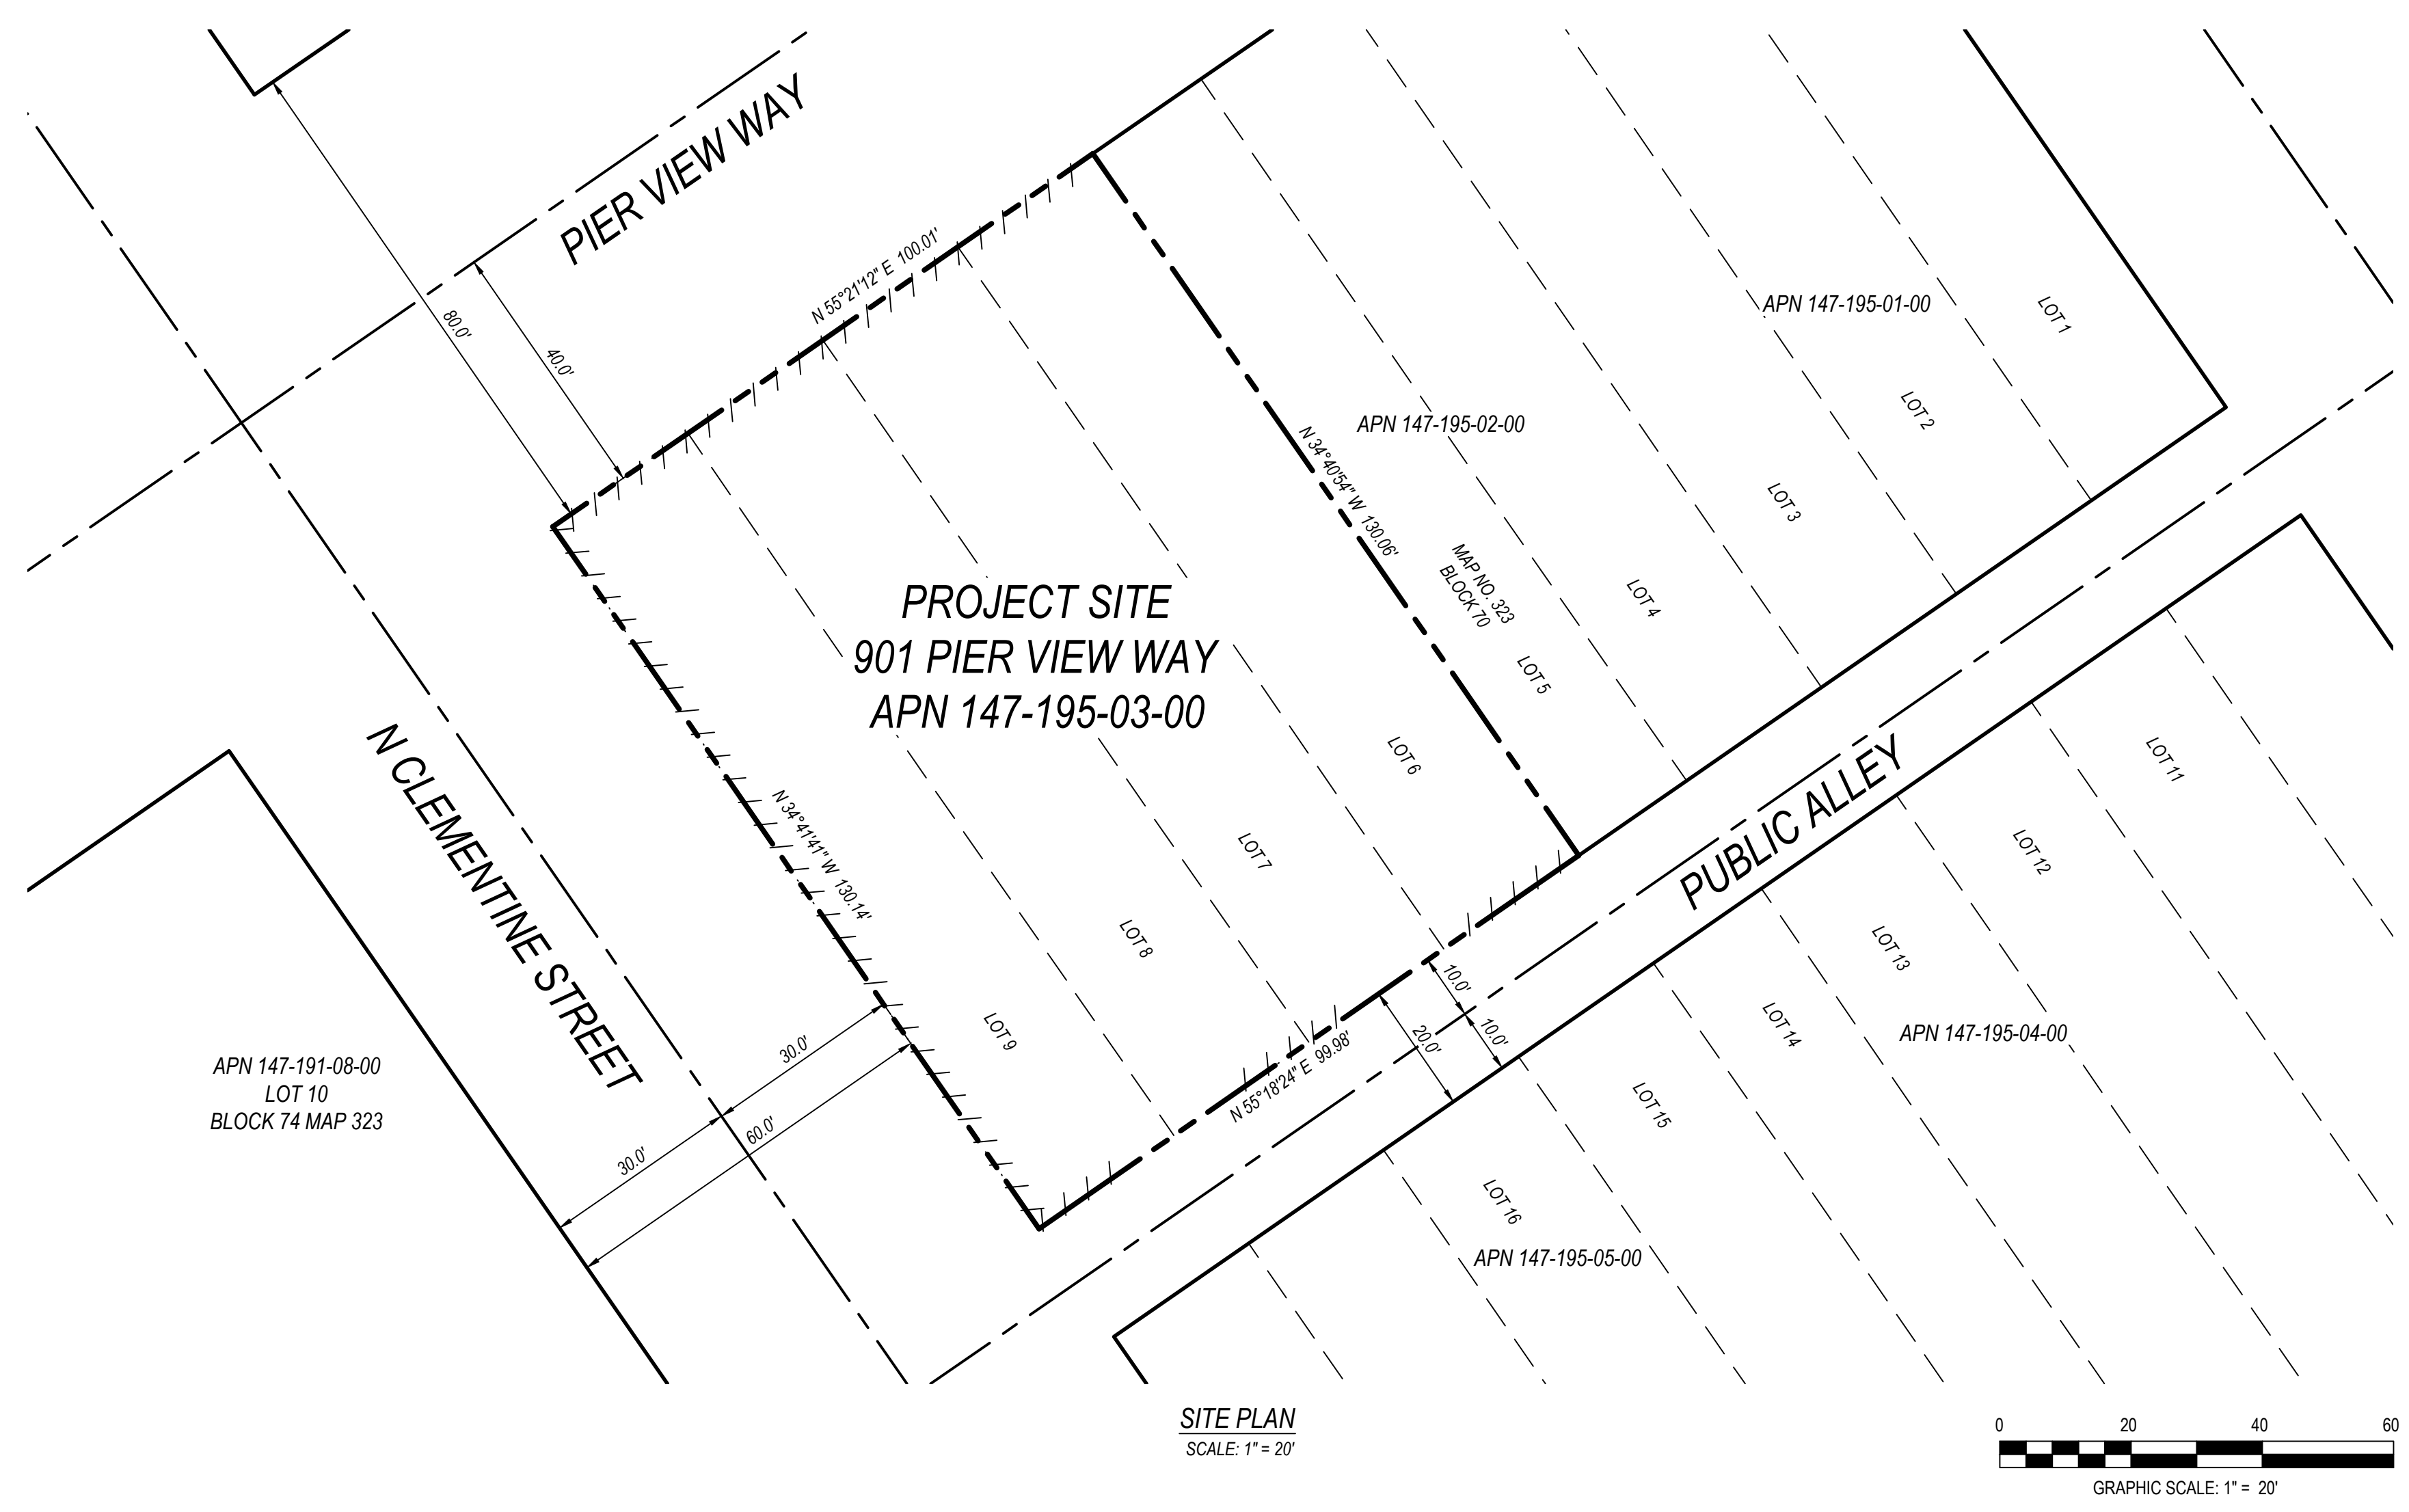 PIER VIEW WAY
N 55°21'12" E 100.01'
80.0'
40.0'
APN 147-195-01-00
LOT 1
LOT 2
APN 147-195-02-00
LOT 3
N 34°40'54" W 130.06'
MAP NO. 323
BLOCK 70
LOT 4
LOT 5
PROJECT SITE
901 PIER VIEW WAY
APN 147-195-03-00
LOT 6
LOT 7
LOT 8
LOT 9
N CLEMENTINE STREET
N 34°41'41" W 130.14'
PUBLIC ALLEY
LOT 11
LOT 12
LOT 13
LOT 14
LOT 15
LOT 16
APN 147-195-04-00
APN 147-195-05-00
10.0'
10.0'
20.0'
N 55°18'24" E 99.98'
30.0'
60.0'
30.0'
APN 147-191-08-00
LOT 10
BLOCK 74 MAP 323
SITE PLAN
SCALE: 1" = 20'
0 20 40 60
GRAPHIC SCALE: 1" = 20'